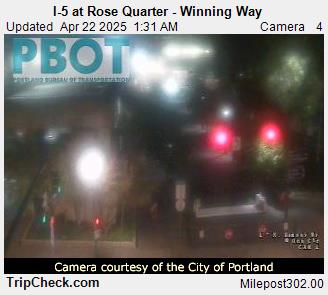 I-5 at Rose Quarter - Winning Way
Updated Apr 22 2025 1:31 AM Camera 4
PBOT
PORTLAND BUREAU OF TRANSPORTATION
Camera courtesy of the City of Portland
TripCheck.com Milepost302.00